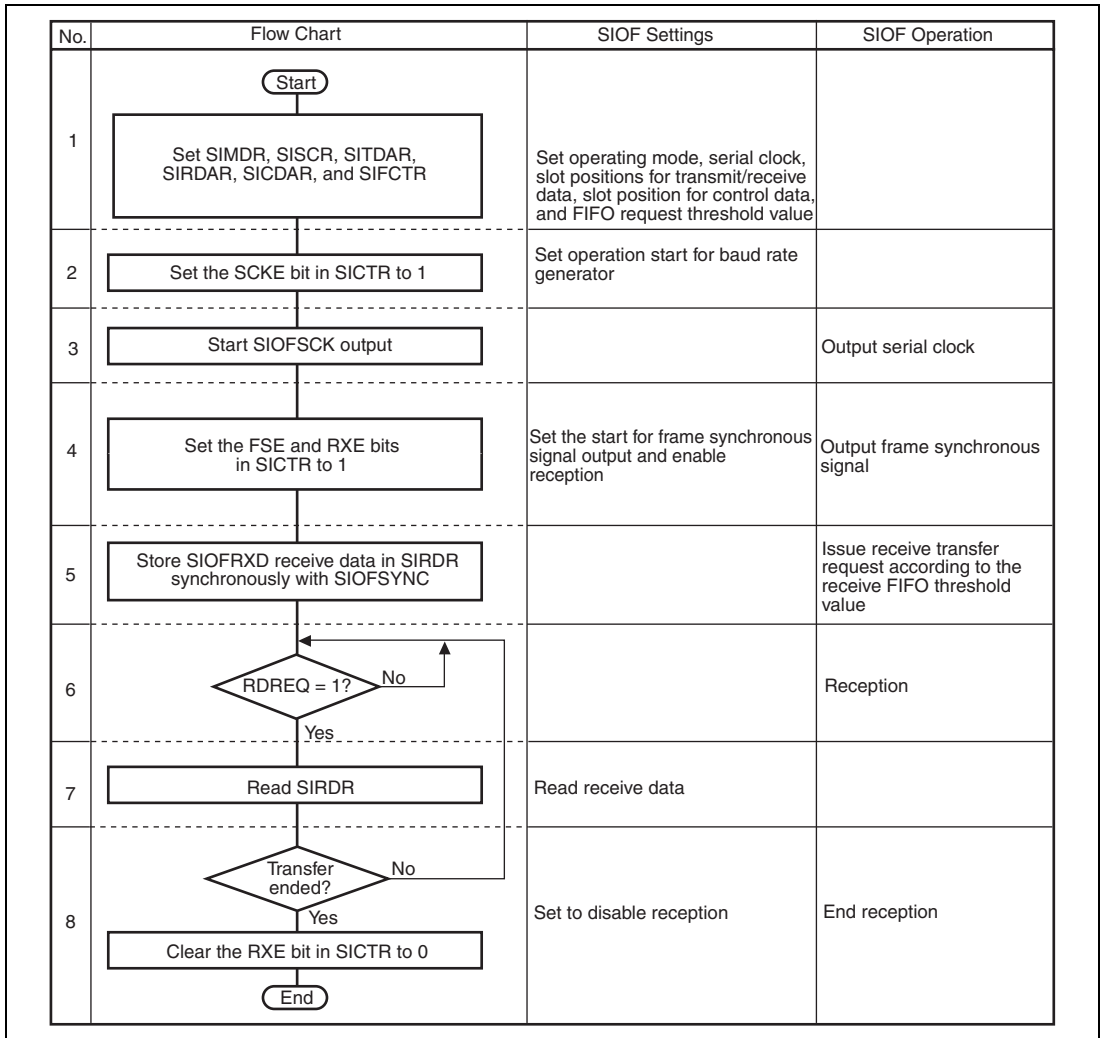 No.
Flow Chart
SIOF Settings
SIOF Operation
1
Start
Set SIMDR, SISCR, SITDAR,
SIRDAR, SICDAR, and SIFCTR
Set operating mode, serial clock,
slot positions for transmit/receive
data, slot position for control data,
and FIFO request threshold value
2
Set the SCKE bit in SICTR to 1
Set operation start for baud rate
generator
3
Start SIOFSCK output
Output serial clock
4
Set the FSE and RXE bits
in SICTR to 1
Set the start for frame synchronous
signal output and enable
reception
Output frame synchronous
signal
5
Store SIOFRXD receive data in SIRDR
synchronously with SIOFSYNC
Issue receive transfer
request according to the
receive FIFO threshold
value
6
RDREQ = 1?
No
Yes
Reception
7
Read SIRDR
Read receive data
8
Transfer
ended?
No
Yes
Clear the RXE bit in SICTR to 0
End
Set to disable reception
End reception